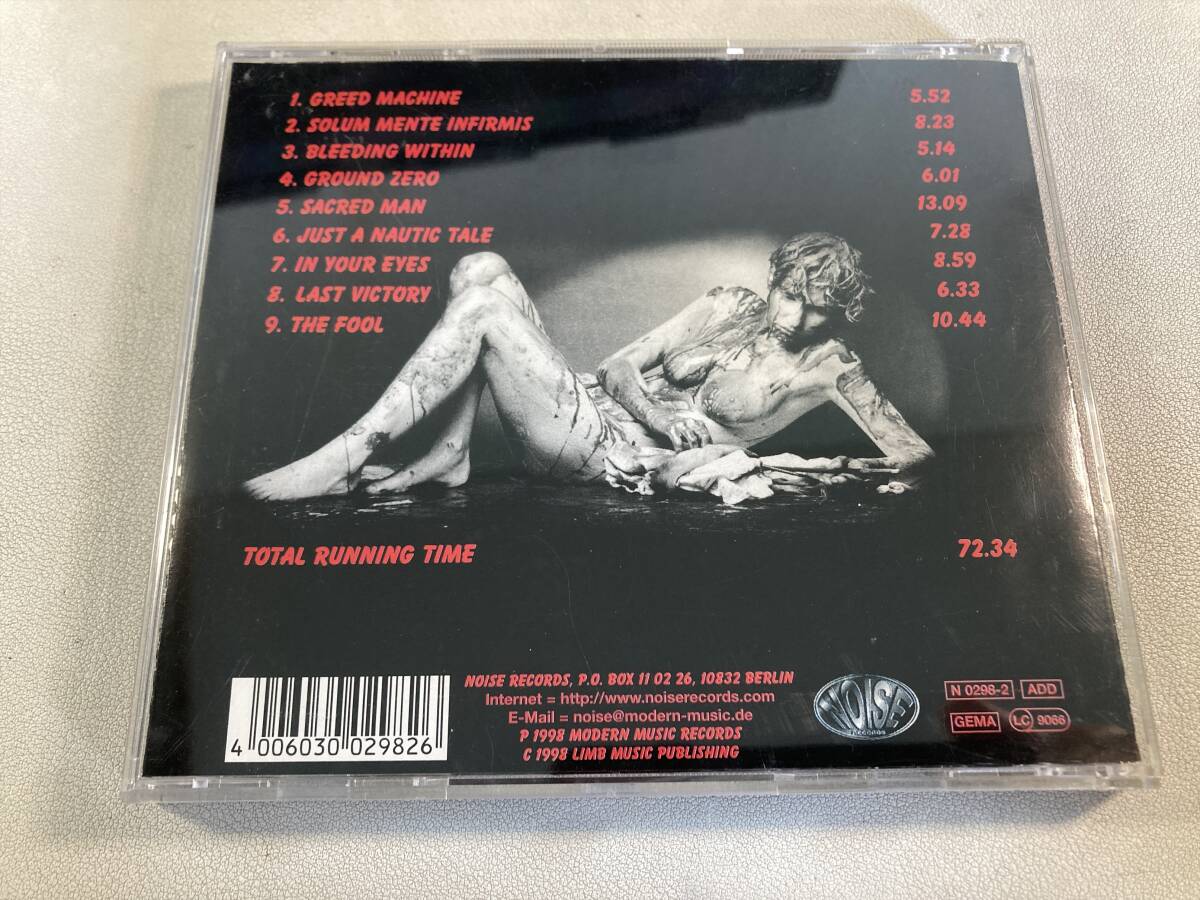 1. GREED MACHINE 5.52
2. SOLUM MENTE INFIRMIS 8.23
3. BLEEDING WITHIN 5.14
4. GROUND ZERO 6.01
5. SACRED MAN 13.09
6. JUST A NAUTIC TALE 7.28
7. IN YOUR EYES 8.59
8. LAST VICTORY 6.33
9. THE FOOL 10.44
TOTAL RUNNING TIME 72.34
NOISE RECORDS, P.O. BOX 11 02 26, 10832 BERLIN
Internet = http://www.noiserecords.com
E-Mail = noise@modern-music.de
P 1998 MODERN MUSIC RECORDS
C 1998 LIMB MUSIC PUBLISHING
4 006030 029826
NOISE
Records
N 0298-2 ADD
GEMA LC 9066